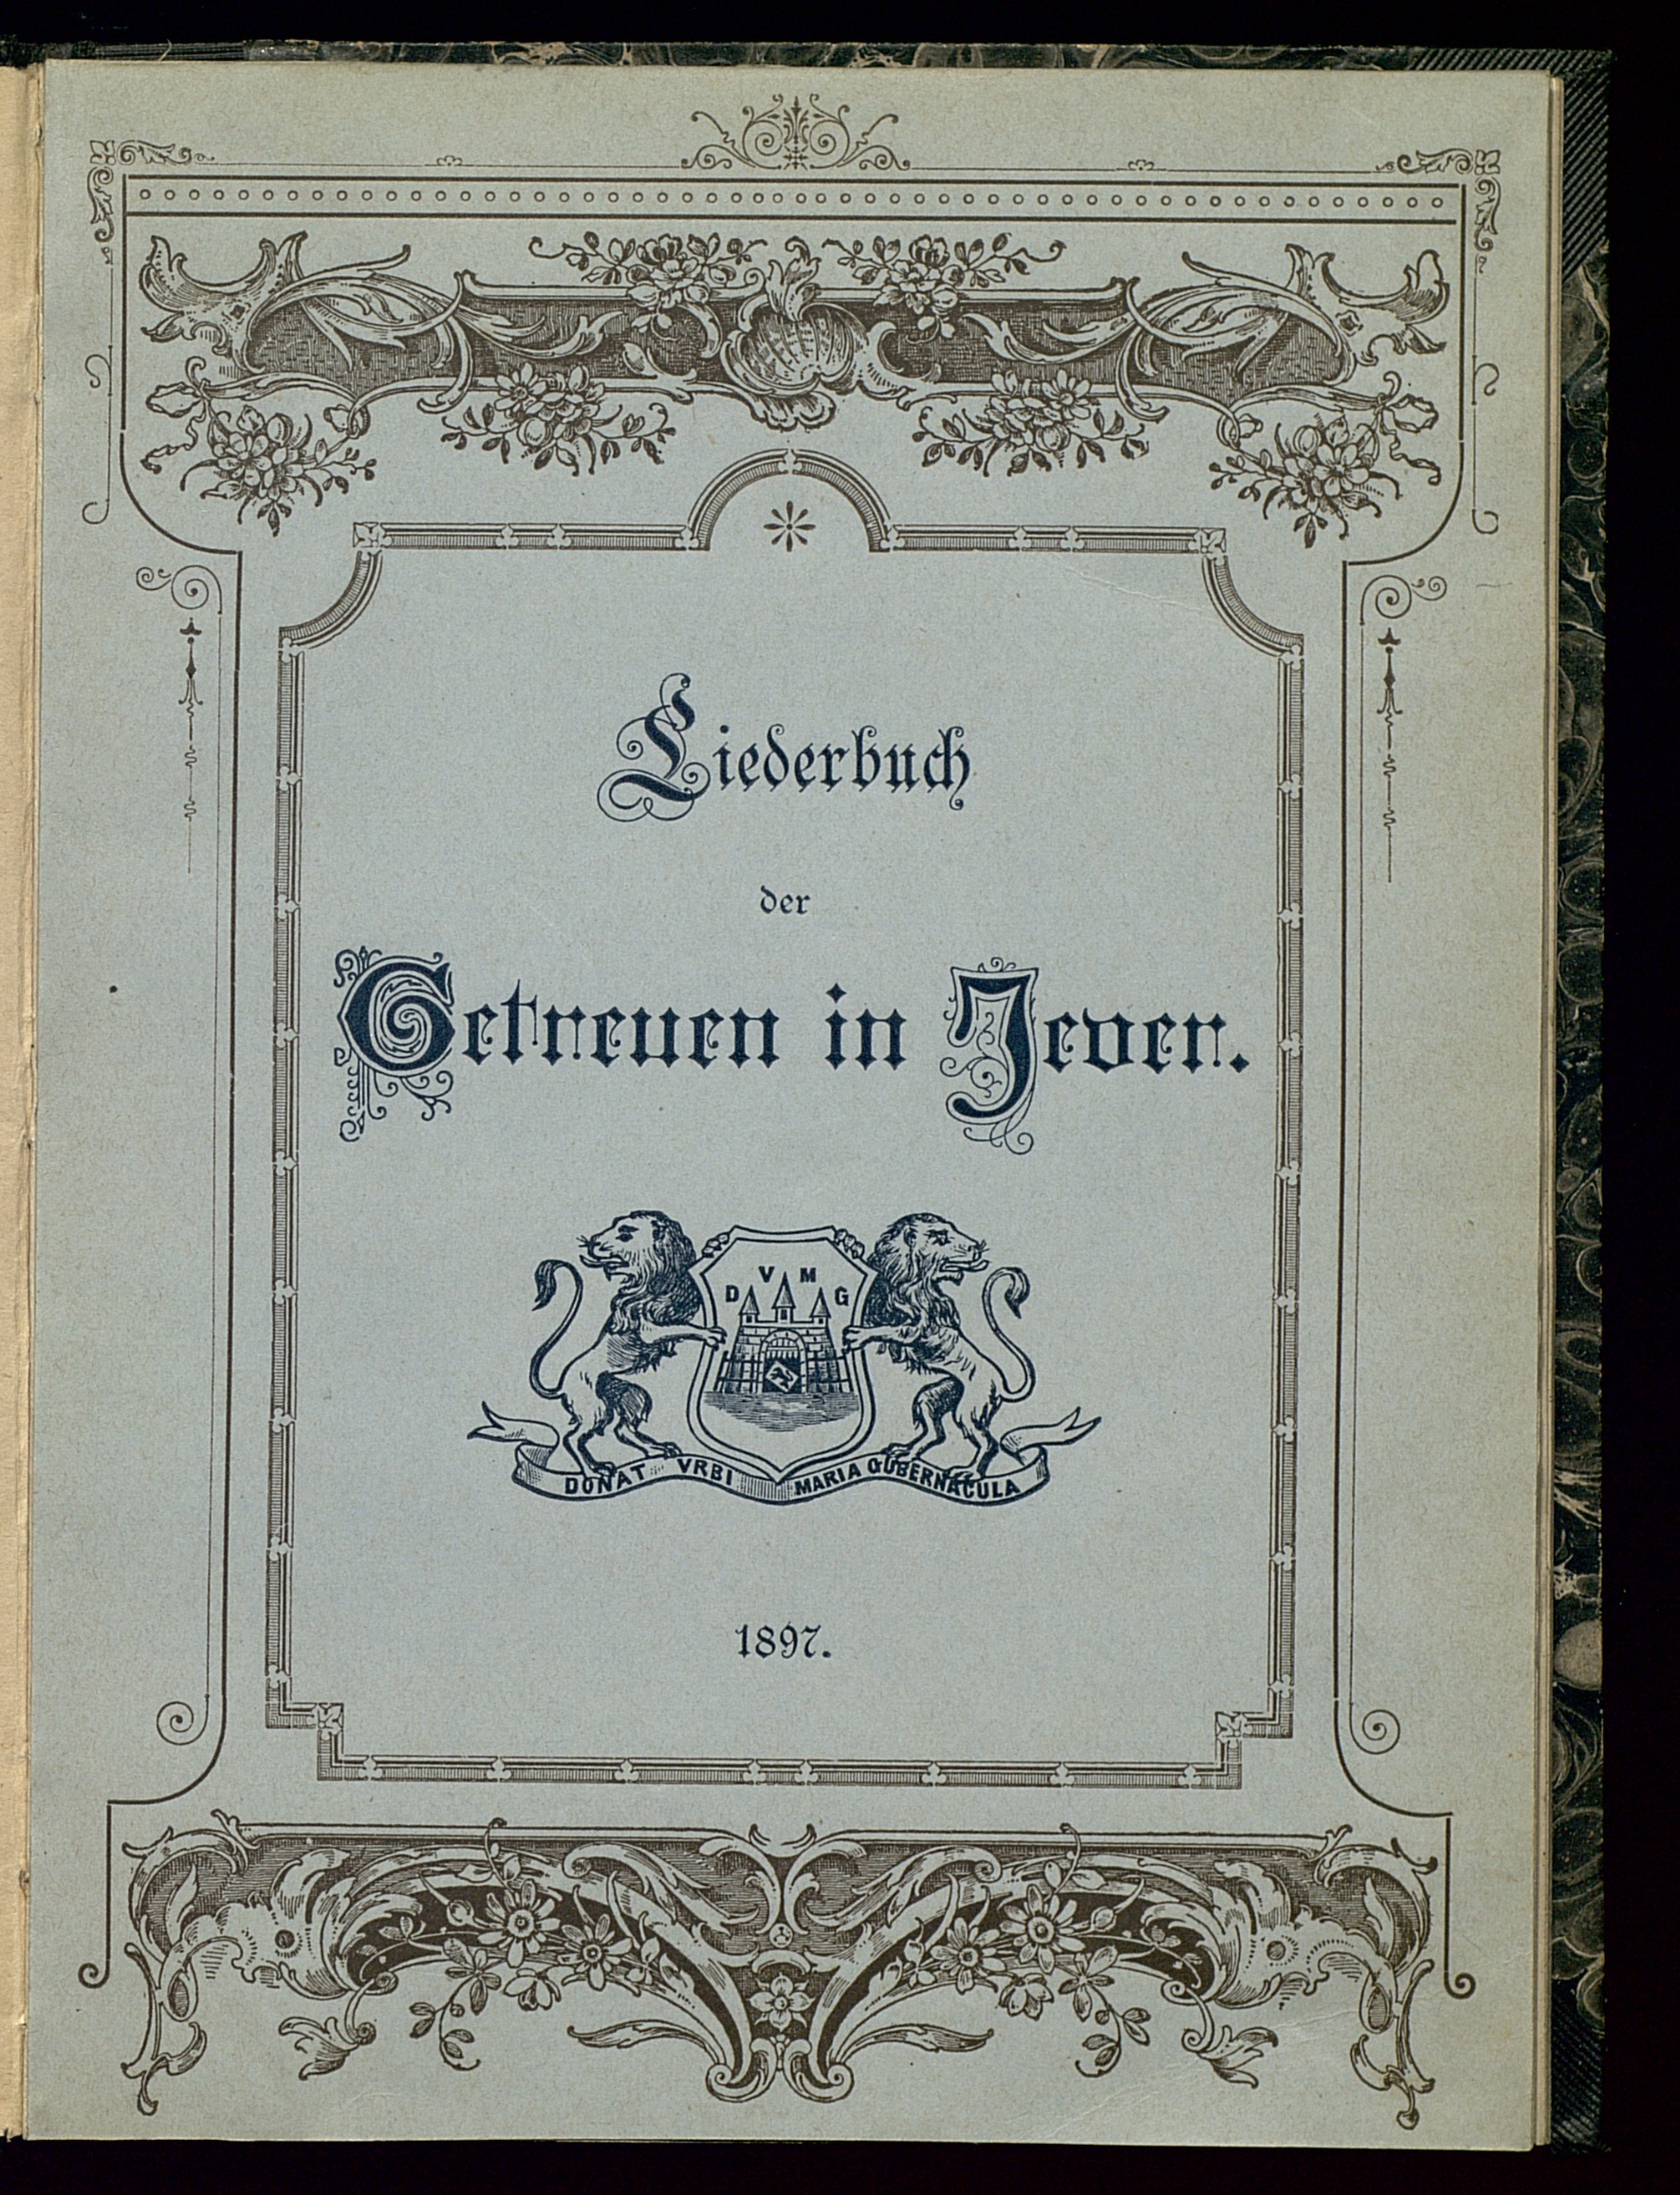 Liederbuch
der
Getreuen in Jever.
D V M G
DONAT VRBI MARIA GUBERNACULA
1897.